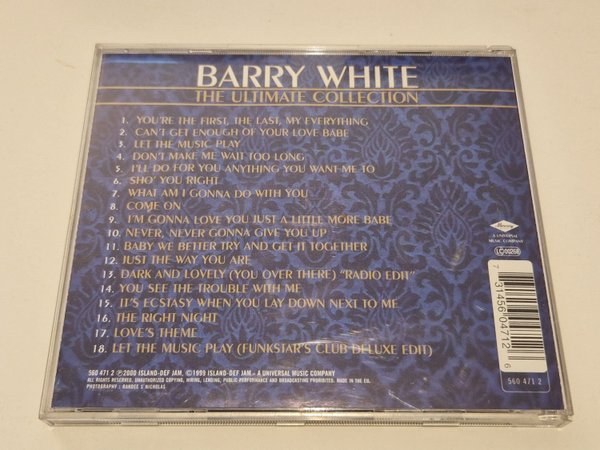 BARRY WHITE
THE ULTIMATE COLLECTION
1. YOU'RE THE FIRST, THE LAST, MY EVERYTHING
2. CAN'T GET ENOUGH OF YOUR LOVE BABE
3. LET THE MUSIC PLAY
4. DON'T MAKE ME WAIT TOO LONG
5. I'LL DO FOR YOU ANYTHING YOU WANT ME TO
6. SHO' YOU RIGHT
7. WHAT AM I GONNA DO WITH YOU
8. COME ON
9. I'M GONNA LOVE YOU JUST A LITTLE MORE BABE
10. NEVER, NEVER GONNA GIVE YOU UP
11. BABY WE BETTER TRY AND GET IT TOGETHER
12. JUST THE WAY YOU ARE
13. DARK AND LOVELY (YOU OVER THERE) "RADIO EDIT"
14. YOU SEE THE TROUBLE WITH ME
15. IT'S ECSTASY WHEN YOU LAY DOWN NEXT TO ME
16. THE RIGHT NIGHT
17. LOVE'S THEME
18. LET THE MUSIC PLAY (FUNKSTAR'S CLUB DELUXE EDIT)
560 471 2 ℗2000 ISLAND-DEF JAM, ©1999 ISLAND-DEF JAM - A UNIVERSAL MUSIC COMPANY
ALL RIGHTS RESERVED. UNAUTHORIZED COPYING, HIRING, LENDING, PUBLIC PERFORMANCE AND BROADCASTING PROHIBITED. MADE IN THE EU.
PHOTOGRAPHY : RANDEE S NICHOLAS
Mercury
A UNIVERSAL
MUSIC COMPANY
LC 00268
7 31456 04712 6
560 471 2